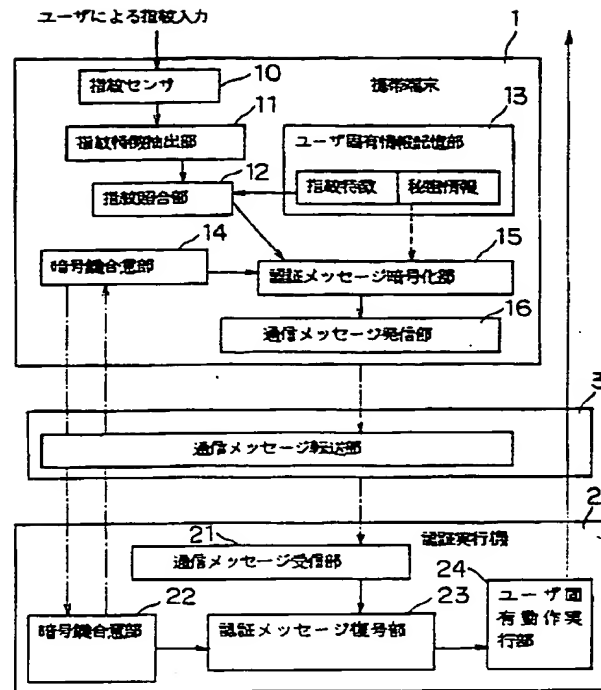 ユーザによる指紋入力
1
指紋センサ
10
携帯端末
指紋特徴抽出部
11
13
ユーザ固有情報記憶部
指紋特徴
秘密情報
指紋照合部
12
暗号鍵合意部
14
認証メッセージ暗号化部
15
通信メッセージ発信部
16
3
通信メッセージ転送部
2
認証実行機
21
通信メッセージ受信部
24
ユーザ固
有動作実
行部
暗号鍵合意部
22
認証メッセージ復号部
23